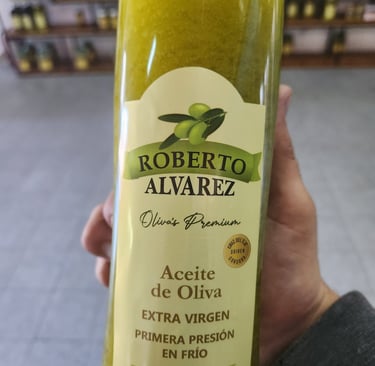 ROBERTO
ALVAREZ
Oliva's Premium
Aceite
de Oliva
EXTRA VIRGEN
PRIMERA PRESIÓN
EN FRÍO